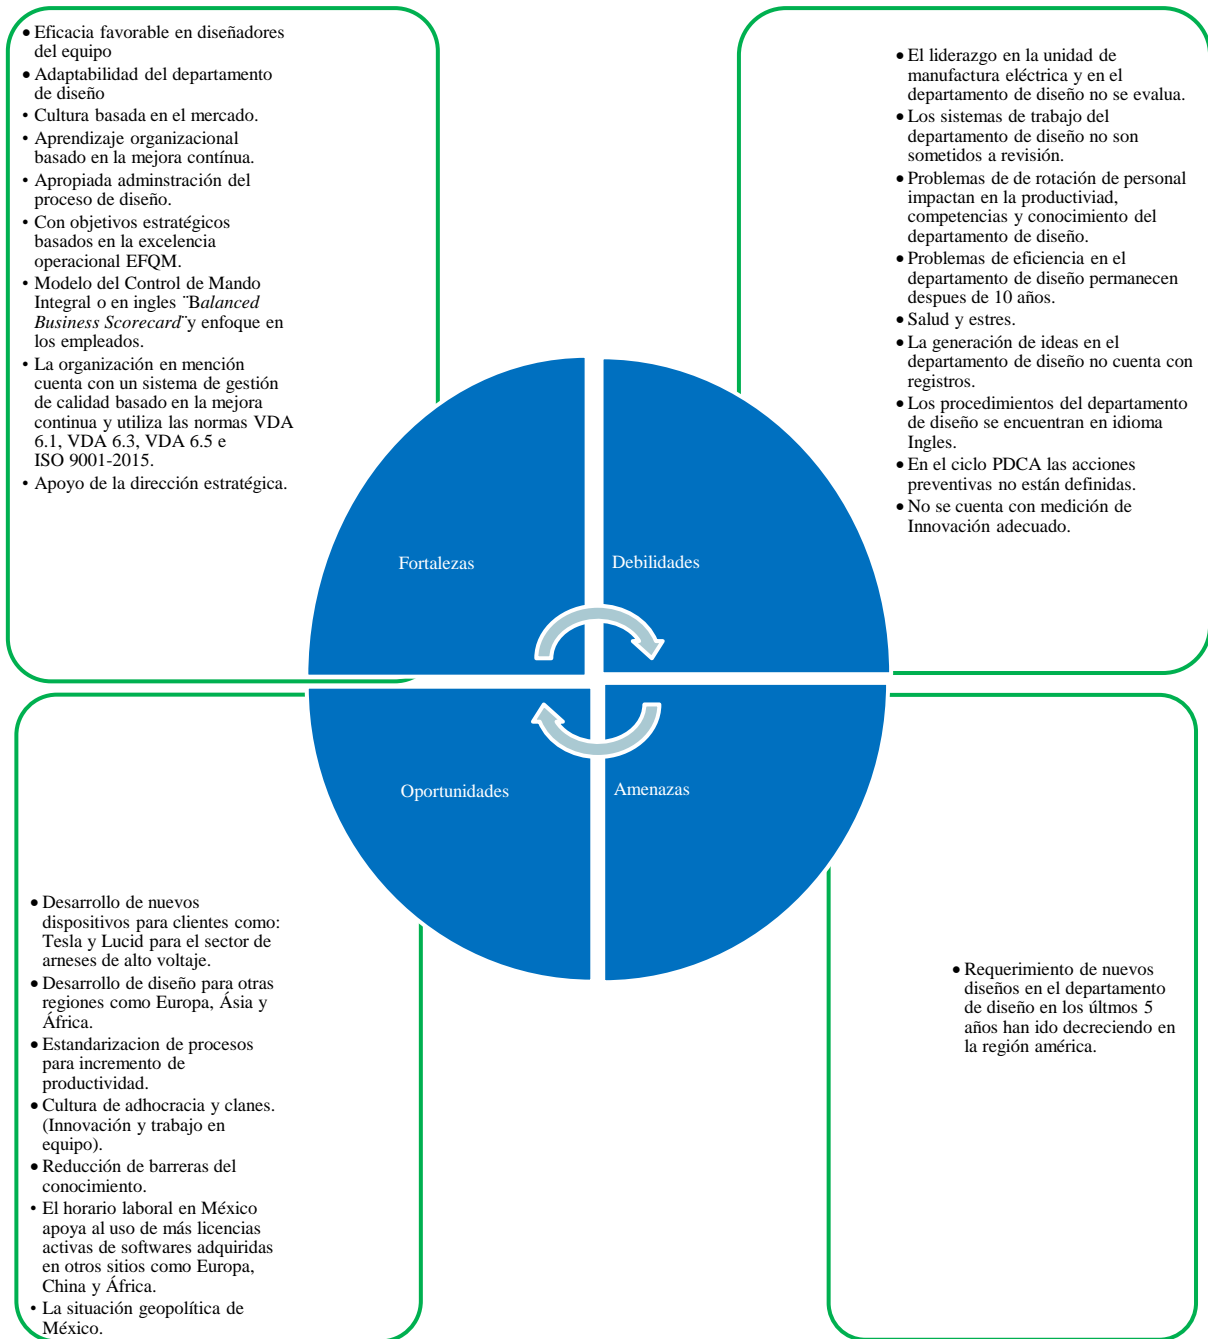 • Eficacia favorable en diseñadores
del equipo
• Adaptabilidad del departamento
de diseño
• Cultura basada en el mercado.
• Aprendizaje organizacional
basado en la mejora contínua.
• Apropiada adminstración del
proceso de diseño.
• Con objetivos estratégicos
basados en la excelencia
operacional EFQM.
• Modelo del Control de Mando
Integral o en ingles ¨Balanced
Business Scorecard¨y enfoque en
los empleados.
• La organización en mención
cuenta con un sistema de gestión
de calidad basado en la mejora
continua y utiliza las normas VDA
6.1, VDA 6.3, VDA 6.5 e
ISO 9001-2015.
• Apoyo de la dirección estratégica.
• El liderazgo en la unidad de
manufactura eléctrica y en el
departamento de diseño no se evalua.
• Los sistemas de trabajo del
departamento de diseño no son
sometidos a revisión.
• Problemas de de rotación de personal
impactan en la productiviad,
competencias y conocimiento del
departamento de diseño.
• Problemas de eficiencia en el
departamento de diseño permanecen
despues de 10 años.
• Salud y estres.
• La generación de ideas en el
departamento de diseño no cuenta con
registros.
• Los procedimientos del departamento
de diseño se encuentran en idioma
Ingles.
• En el ciclo PDCA las acciones
preventivas no están definidas.
• No se cuenta con medición de
Innovación adecuado.
Fortalezas
Debilidades
Oportunidades
Amenazas
• Desarrollo de nuevos
dispositivos para clientes como:
Tesla y Lucid para el sector de
arneses de alto voltaje.
• Desarrollo de diseño para otras
regiones como Europa, Ásia y
África.
• Estandarizacion de procesos
para incremento de
productividad.
• Cultura de adhocracia y clanes.
(Innovación y trabajo en
equipo).
• Reducción de barreras del
conocimiento.
• El horario laboral en México
apoya al uso de más licencias
activas de softwares adquiridas
en otros sitios como Europa,
China y África.
• La situación geopolítica de
México.
• Requerimiento de nuevos
diseños en el departamento
de diseño en los últmos 5
años han ido decreciendo en
la región américa.